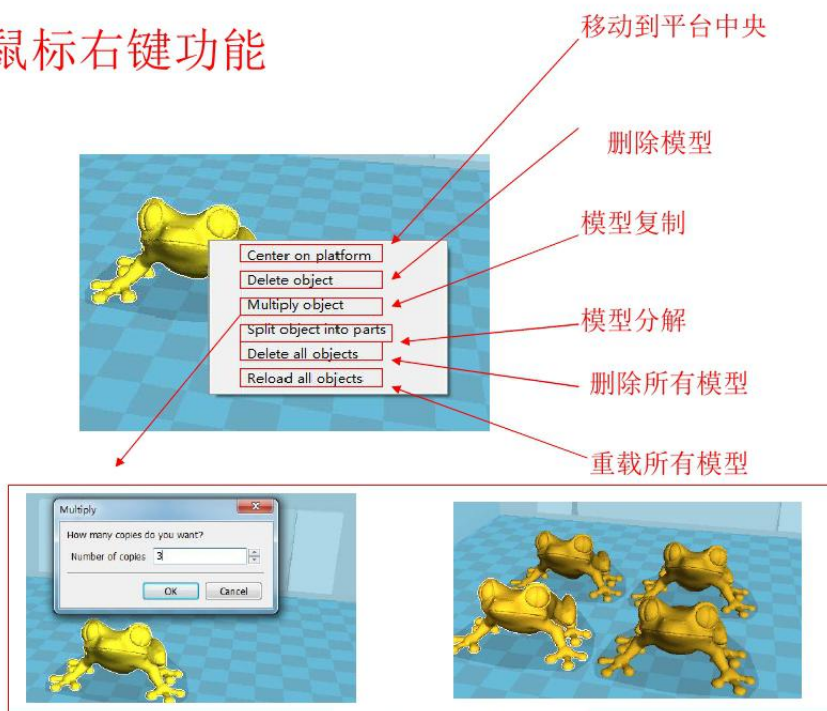 鼠标右键功能
移动到平台中央
删除模型
模型复制
模型分解
删除所有模型
重载所有模型
Center on platform
Delete object
Multiply object
Split object into parts
Delete all objects
Reload all objects
Multiply
How many copies do you want?
Number of copies 3
OK Cancel